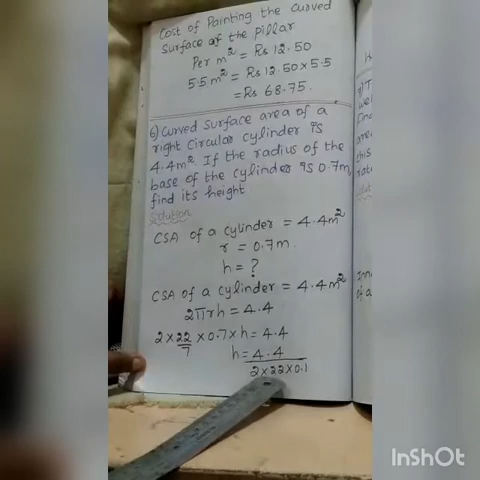 Cost of Painting the curved
Surface of the pillar
Per m² = Rs 12.50
5.5m² = Rs 12.50 × 5.5
= Rs 68.75.
6) Curved Surface area of a
right Circular cylinder is
4.4m². If the radius of the
base of the cylinder is 0.7m,
find its height
Solution
CSA of a cylinder = 4.4m²
r = 0.7m.
h = ?
CSA of a cylinder = 4.4m²
2πrh = 4.4
2 × 22/7 × 0.7 × h = 4.4
h = 4.4
2 × 22 × 0.1
InShOt